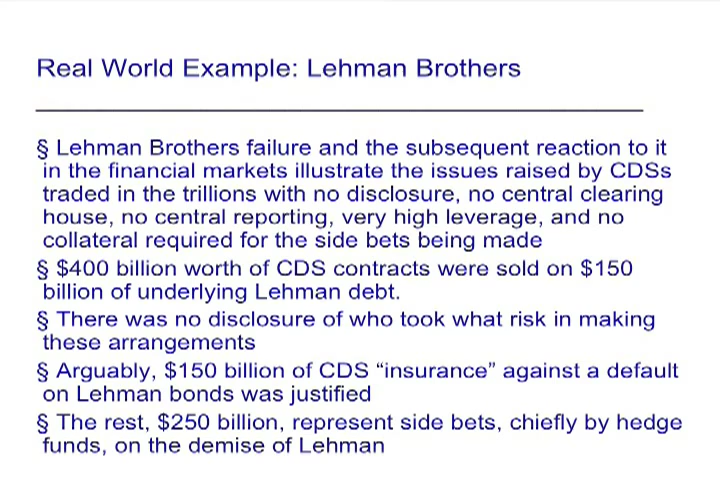 Real World Example: Lehman Brothers
§ Lehman Brothers failure and the subsequent reaction to it
in the financial markets illustrate the issues raised by CDSs
traded in the trillions with no disclosure, no central clearing
house, no central reporting, very high leverage, and no
collateral required for the side bets being made
§ $400 billion worth of CDS contracts were sold on $150
billion of underlying Lehman debt.
§ There was no disclosure of who took what risk in making
these arrangements
§ Arguably, $150 billion of CDS “insurance” against a default
on Lehman bonds was justified
§ The rest, $250 billion, represent side bets, chiefly by hedge
funds, on the demise of Lehman